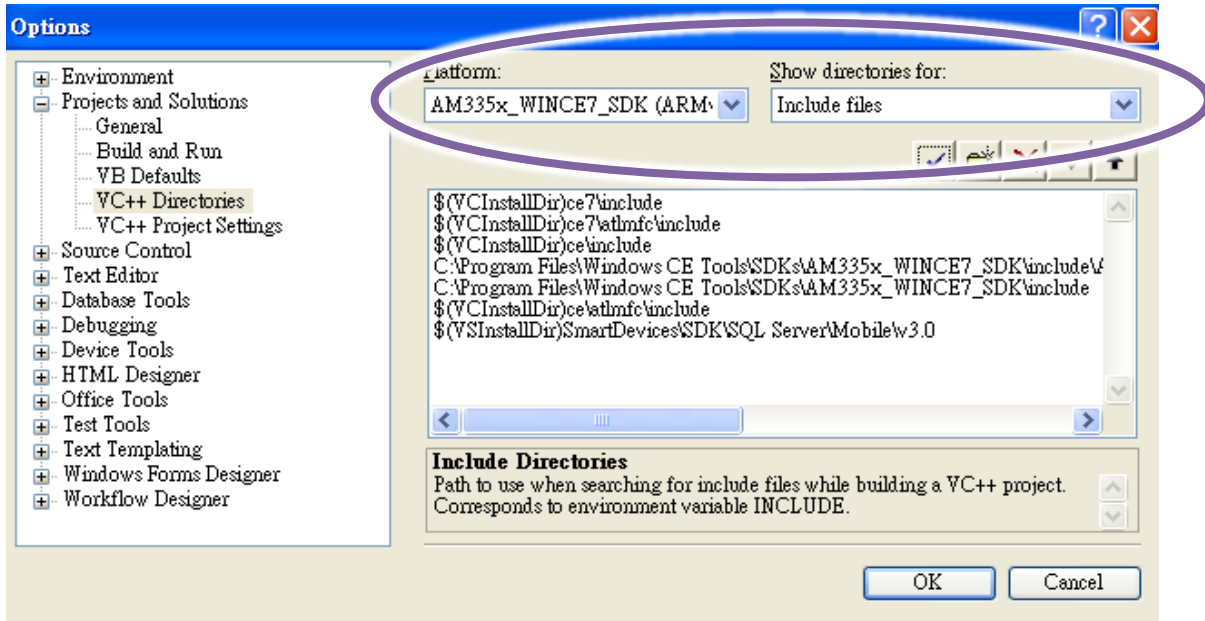 Options
Environment
Projects and Solutions
General
Build and Run
VB Defaults
VC++ Directories
VC++ Project Settings
Source Control
Text Editor
Database Tools
Debugging
Device Tools
HTML Designer
Office Tools
Test Tools
Text Templating
Windows Forms Designer
Workflow Designer
Platform: Show directories for:
AM335x_WINCE7_SDK (ARMv Include files
$(VCInstallDir)ce7\include
$(VCInstallDir)ce7\atlmfc\include
$(VCInstallDir)ce\include
C:\Program Files\Windows CE Tools\SDKs\AM335x_WINCE7_SDK\include\A
C:\Program Files\Windows CE Tools\SDKs\AM335x_WINCE7_SDK\include
$(VCInstallDir)ce\atlmfc\include
$(VSInstallDir)SmartDevices\SDK\SQL Server\Mobile\v3.0
Include Directories
Path to use when searching for include files while building a VC++ project.
Corresponds to environment variable INCLUDE.
OK Cancel